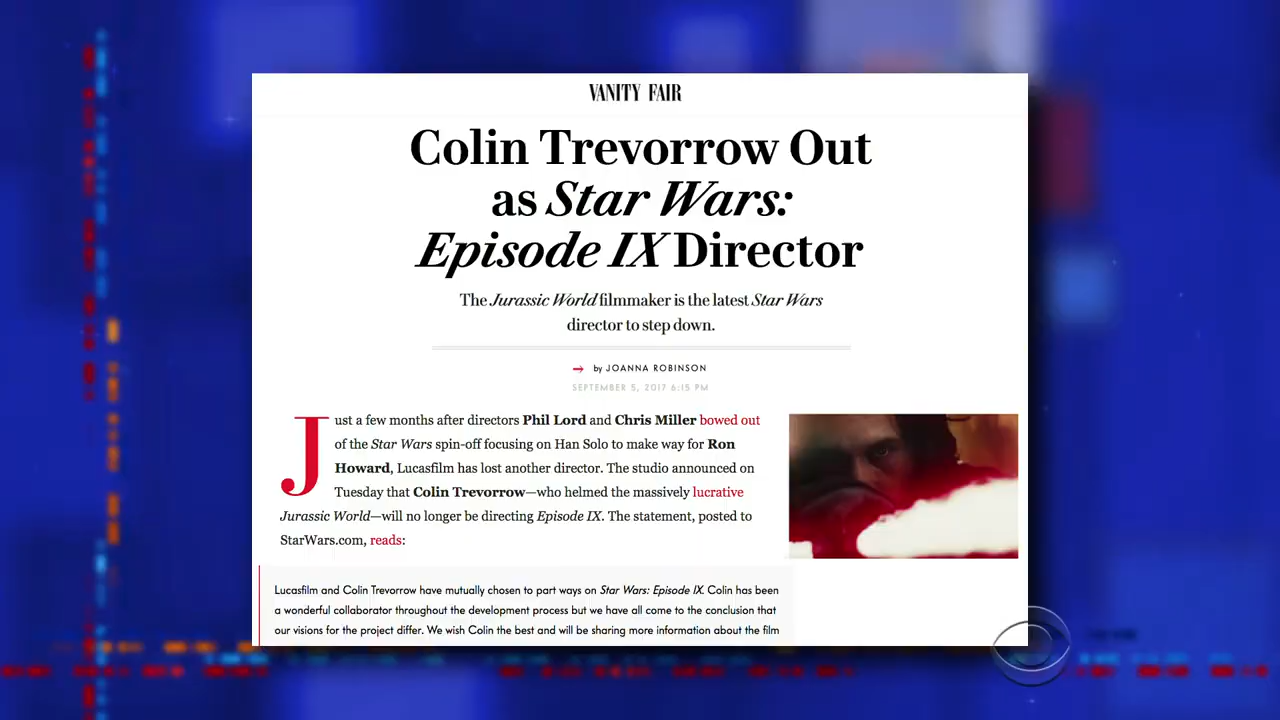 VANITY FAIR
Colin Trevorrow Out
as Star Wars:
Episode IX Director
The Jurassic World filmmaker is the latest Star Wars
director to step down.
by JOANNA ROBINSON
SEPTEMBER 5, 2017 6:15 PM
Just a few months after directors Phil Lord and Chris Miller bowed out
of the Star Wars spin-off focusing on Han Solo to make way for Ron
Howard, Lucasfilm has lost another director. The studio announced on
Tuesday that Colin Trevorrow—who helmed the massively lucrative
Jurassic World—will no longer be directing Episode IX. The statement, posted to
StarWars.com, reads:
Lucasfilm and Colin Trevorrow have mutually chosen to part ways on Star Wars: Episode IX. Colin has been
a wonderful collaborator throughout the development process but we have all come to the conclusion that
our visions for the project differ. We wish Colin the best and will be sharing more information about the film